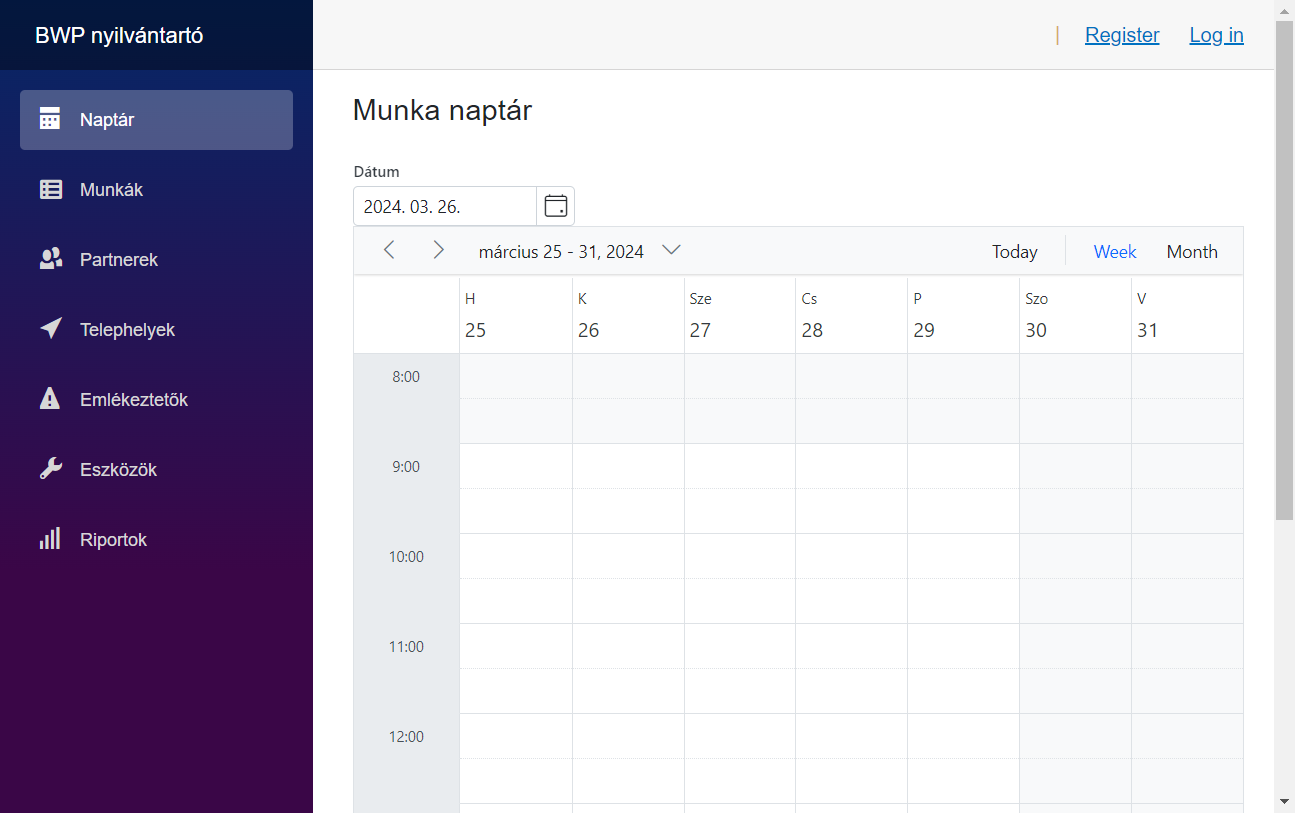 BWP nyilvántartó
| Register Log in
Naptár
Munkák
Partnerek
Telephelyek
Emlékeztetők
Eszközök
Riportok
Munka naptár
Dátum
2024. 03. 26.
március 25 - 31, 2024 Today Week Month
H K Sze Cs P Szo V
25 26 27 28 29 30 31
8:00
9:00
10:00
11:00
12:00